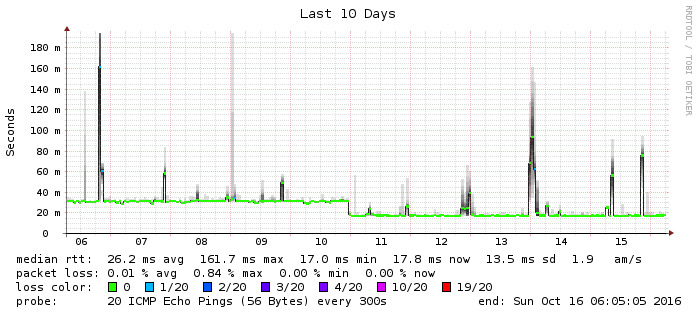 Last 10 Days
RRDTOOL / TOBI OETIKER
Seconds
180 m
160 m
140 m
120 m
100 m
80 m
60 m
40 m
20 m
0
06 07 08 09 10 11 12 13 14 15
median rtt: 26.2 ms avg 161.7 ms max 17.0 ms min 17.8 ms now 13.5 ms sd 1.9 am/s
packet loss: 0.01 % avg 0.84 % max 0.00 % min 0.00 % now
loss color: 0 1/20 2/20 3/20 4/20 10/20 19/20
probe: 20 ICMP Echo Pings (56 Bytes) every 300s end: Sun Oct 16 06:05:05 2016